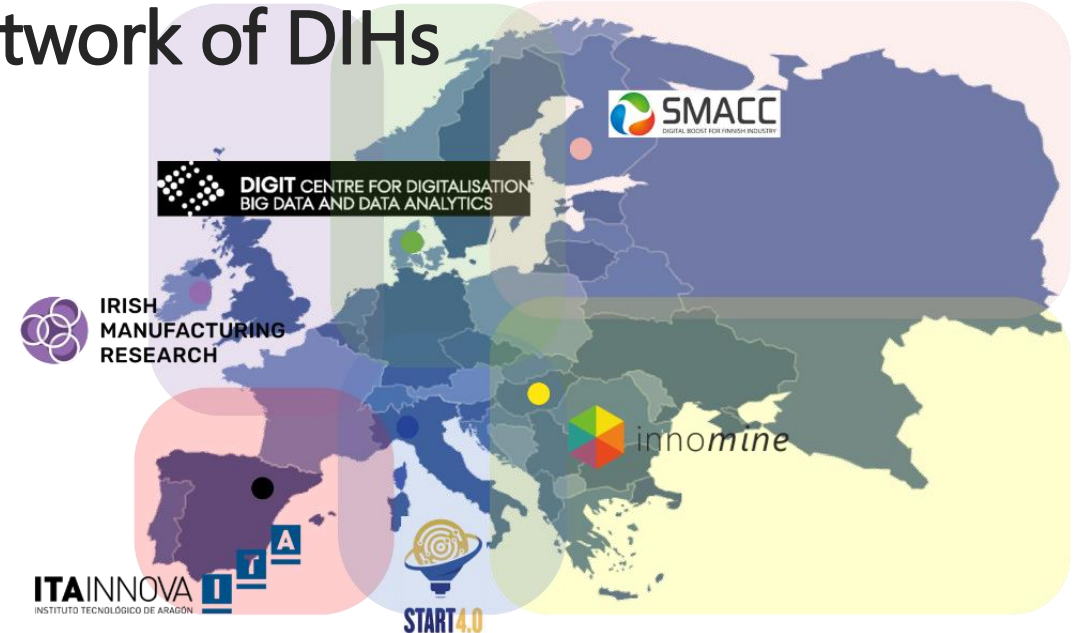 twork of DIHs
SMACC
DIGITAL BOOST FOR FINNISH INDUSTRY
DIGIT CENTRE FOR DIGITALISATION
BIG DATA AND DATA ANALYTICS
IRISH
MANUFACTURING
RESEARCH
innomine
ITA
ITAINNOVA
INSTITUTO TECNOLÓGICO DE ARAGÓN
START4.0